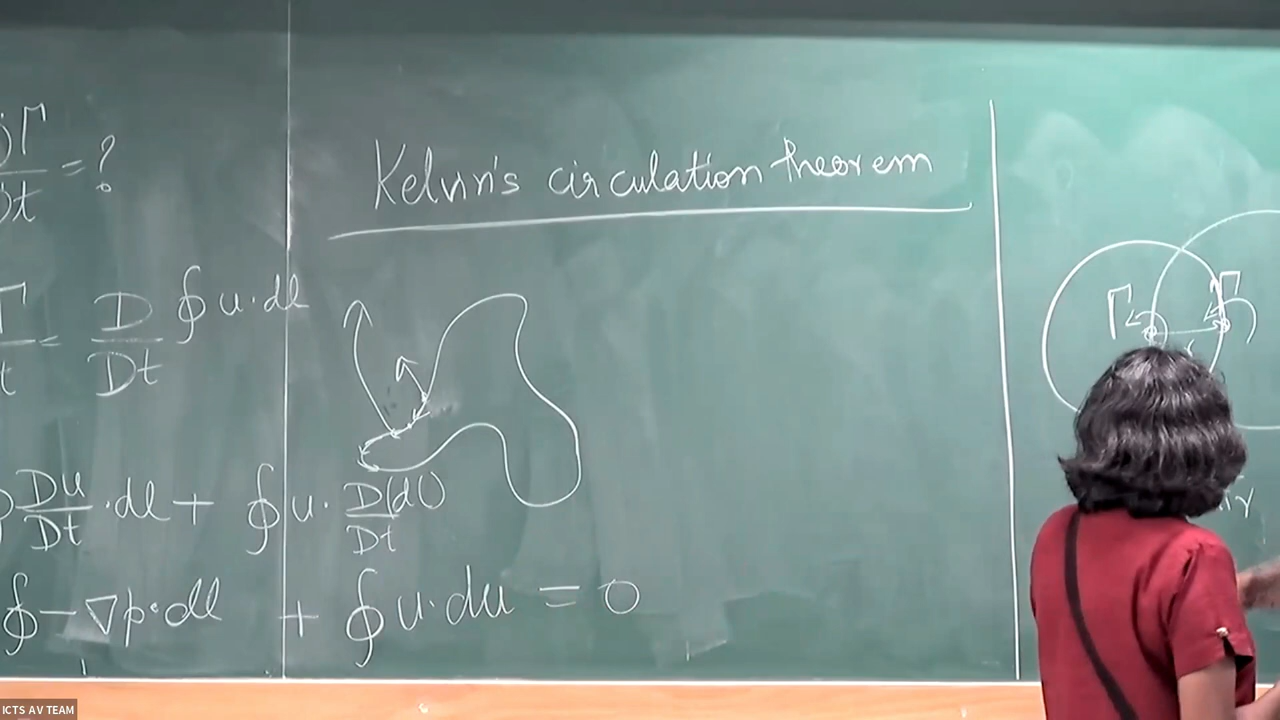 DΓ/Dt = ?
Γ/t = D/Dt ∮ u·dl
∮ Du/Dt · dl + ∮ u · D(dl)/Dt
∮ -∇p·dl + ∮ u·du = 0
Kelvin's circulation theorem
Γ Γ
r
ICTS AV TEAM